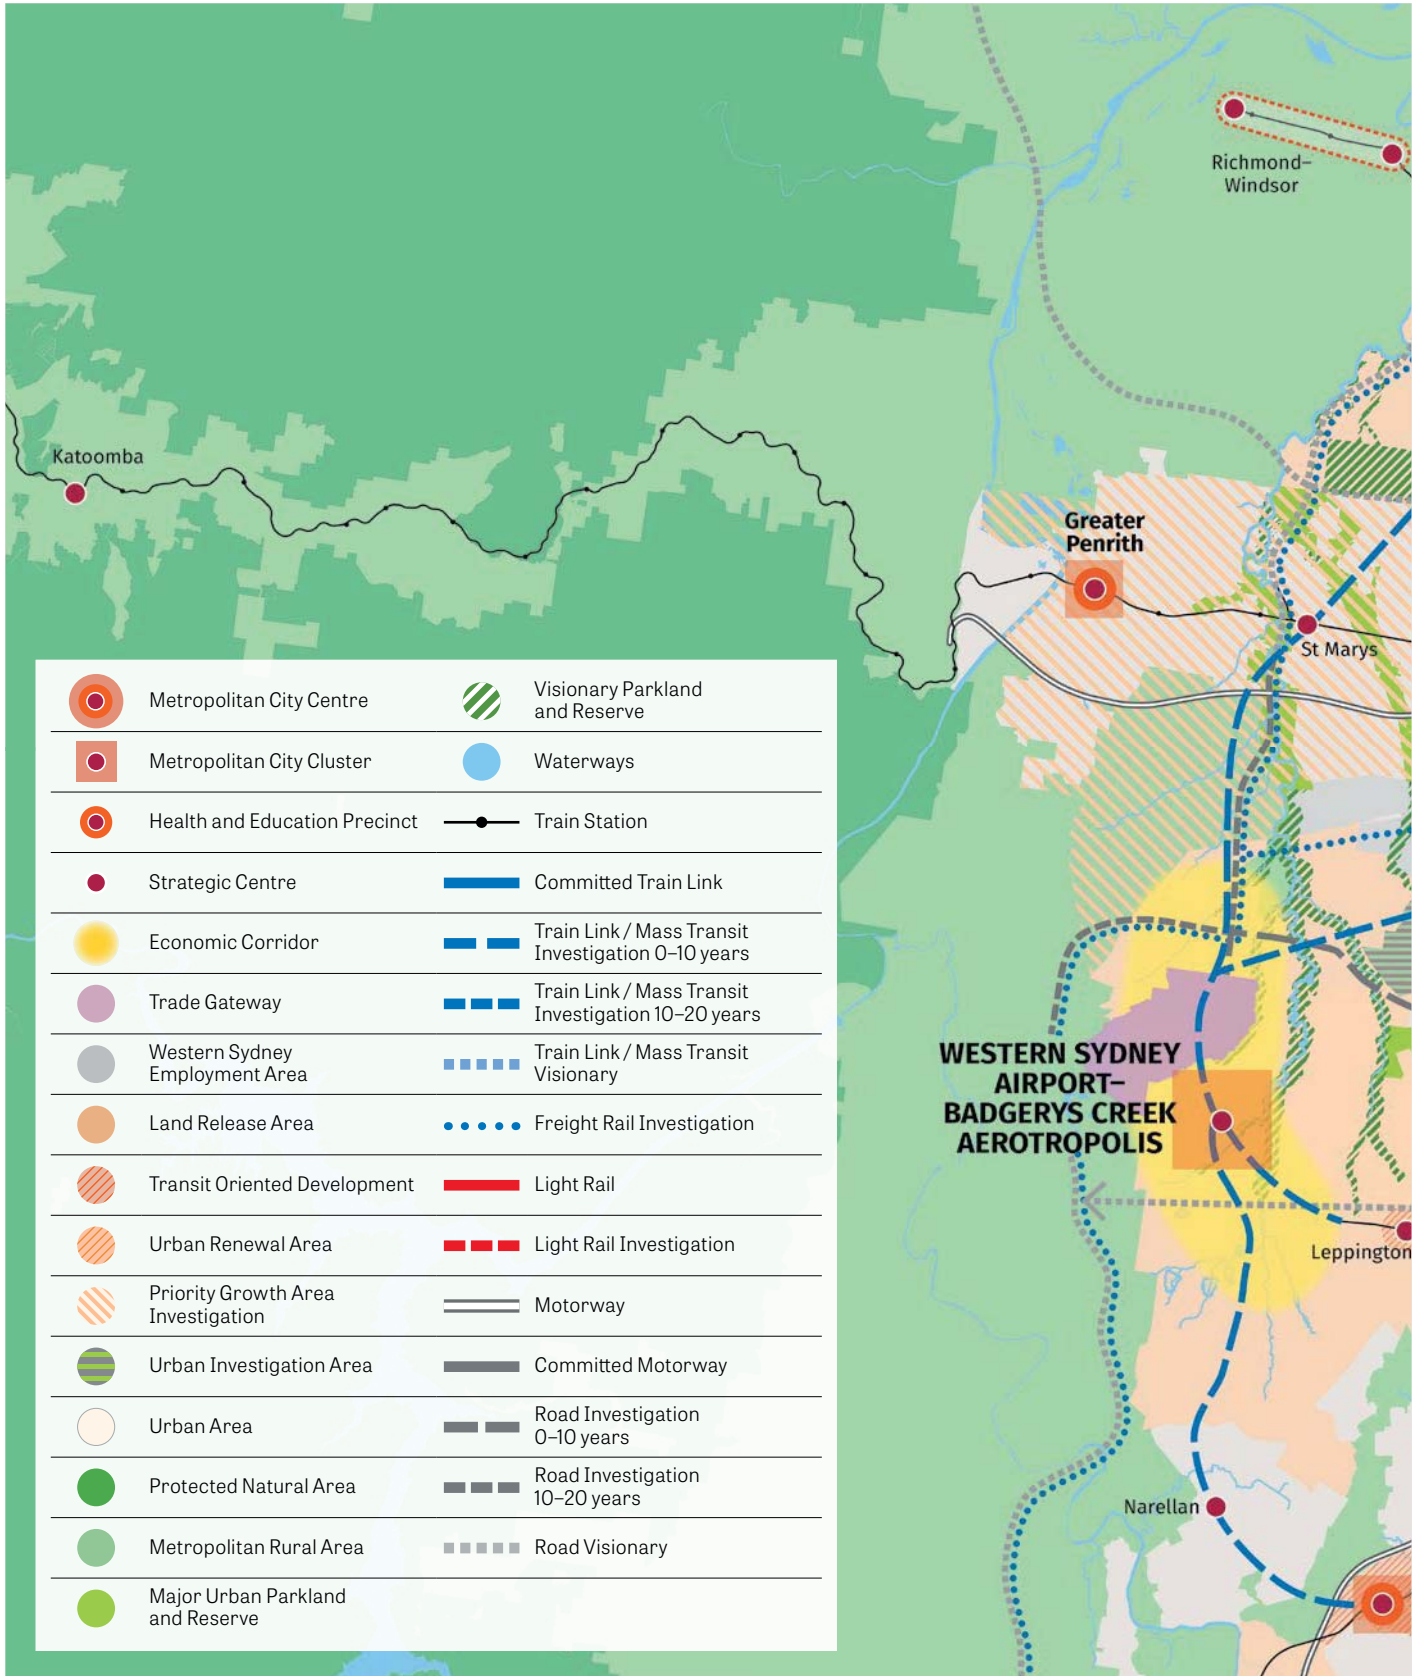 Richmond–
Windsor
Katoomba
Greater
Penrith
St Marys
WESTERN SYDNEY
AIRPORT–
BADGERYS CREEK
AEROTROPOLIS
Leppington
Narellan
Metropolitan City Centre
Metropolitan City Cluster
Health and Education Precinct
Strategic Centre
Economic Corridor
Trade Gateway
Western Sydney
Employment Area
Land Release Area
Transit Oriented Development
Urban Renewal Area
Priority Growth Area
Investigation
Urban Investigation Area
Urban Area
Protected Natural Area
Metropolitan Rural Area
Major Urban Parkland
and Reserve
Visionary Parkland
and Reserve
Waterways
Train Station
Committed Train Link
Train Link / Mass Transit
Investigation 0–10 years
Train Link / Mass Transit
Investigation 10–20 years
Train Link / Mass Transit
Visionary
Freight Rail Investigation
Light Rail
Light Rail Investigation
Motorway
Committed Motorway
Road Investigation
0–10 years
Road Investigation
10–20 years
Road Visionary